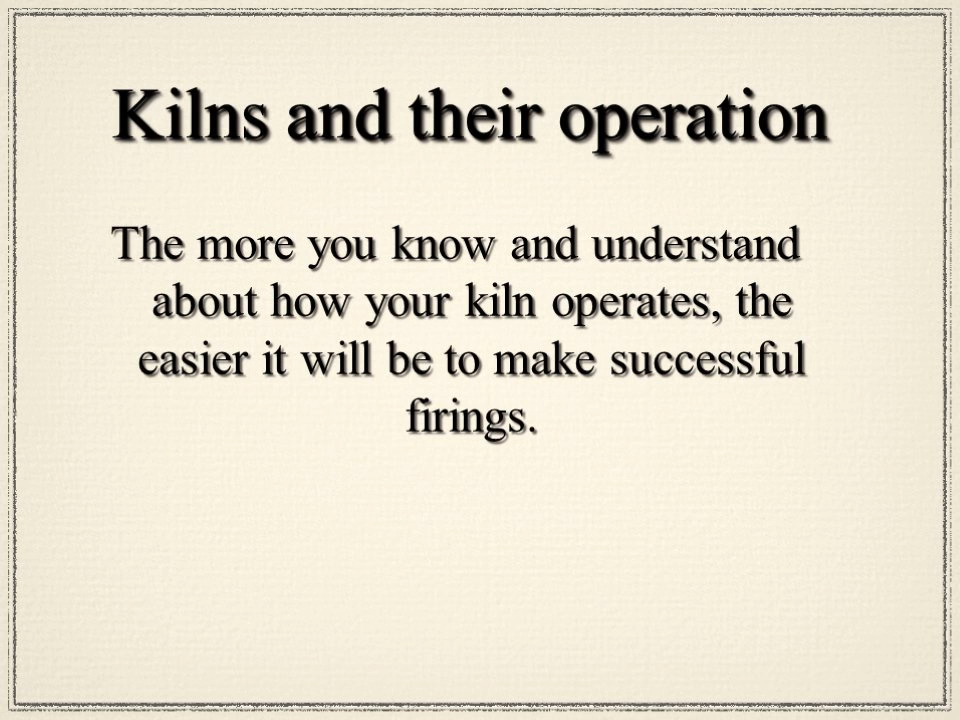 Kilns and their operation
The more you know and understand
about how your kiln operates, the
easier it will be to make successful
firings.